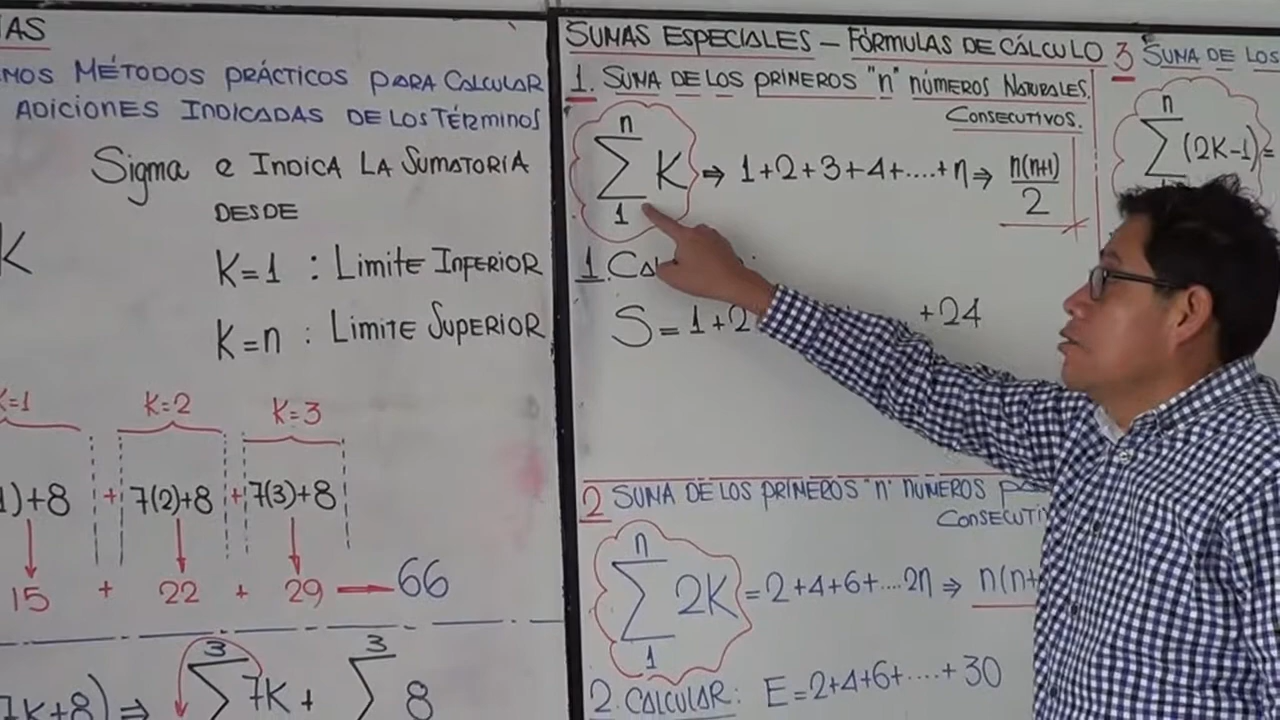 AS
MOS MÉTODOS PRÁCTICOS PARA CALCULAR
ADICIONES INDICADAS DE LOS TÉRMINOS
Sigma e INDICA LA SUMATORIA
DESDE
K
K=1 : LIMITE INFERIOR
K=n : LIMITE SUPERIOR
K=1 K=2 K=3
1)+8 + 7(2)+8 + 7(3)+8
15 + 22 + 29 — 66
7K+8) ⇒ 3 ∑ 7K + 3 ∑ 8
SUMAS ESPECIALES – FÓRMULAS DE CÁLCULO
1. SUMA DE LOS PRIMEROS "n" NÚMEROS NATURALES.
CONSECUTIVOS.
n ∑ 1 K ⇒ 1+2+3+4+....+n ⇒ n(n+1)/2
1.
S = 1+2 +24
2 SUMA DE LOS PRIMEROS "n" NUMEROS
CONSECUTIV
n ∑ 1 2K = 2+4+6+....2n ⇒ n(n+
2. CALCULAR: E=2+4+6+....+30
3 SUMA DE LOS
n ∑ (2K-1) =